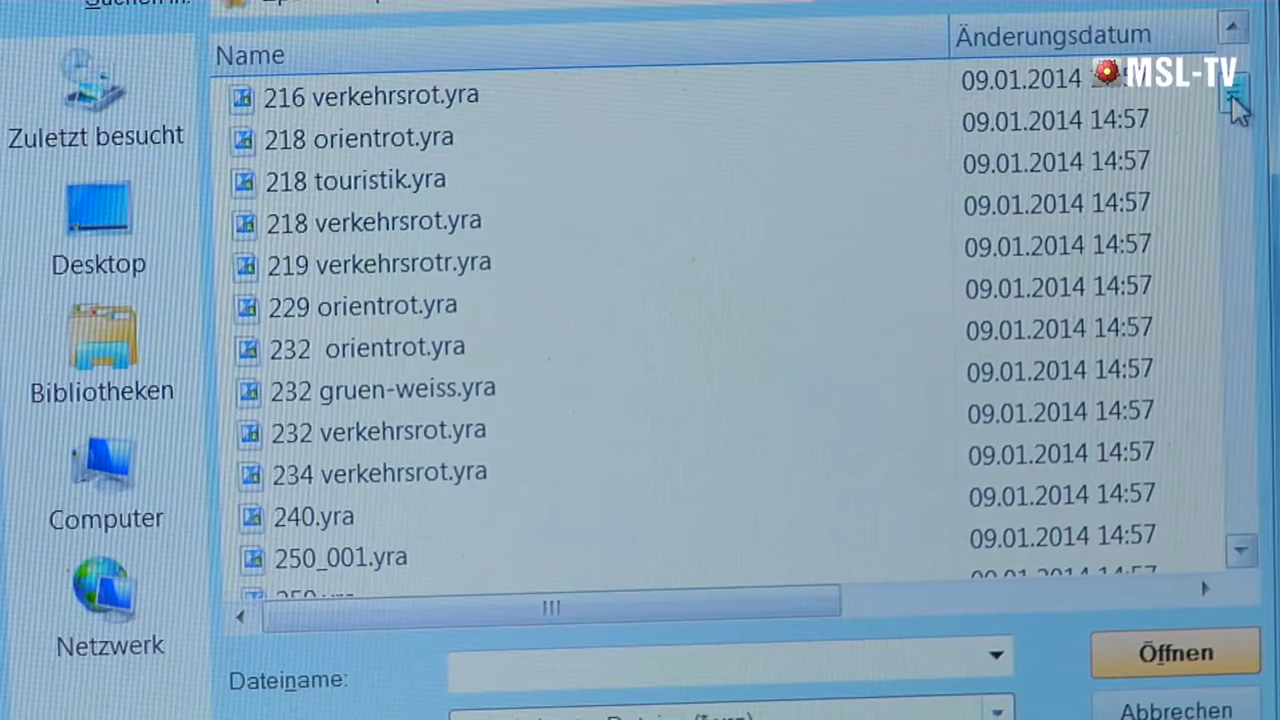 Name
Änderungsdatum
MSL-TV
216 verkehrsrot.yra
09.01.2014
218 orientrot.yra
09.01.2014 14:57
218 touristik.yra
09.01.2014 14:57
218 verkehrsrot.yra
09.01.2014 14:57
219 verkehrsrotr.yra
09.01.2014 14:57
229 orientrot.yra
09.01.2014 14:57
232  orientrot.yra
09.01.2014 14:57
232 gruen-weiss.yra
09.01.2014 14:57
232 verkehrsrot.yra
09.01.2014 14:57
234 verkehrsrot.yra
09.01.2014 14:57
240.yra
09.01.2014 14:57
250_001.yra
09.01.2014 14:57
Zuletzt besucht
Desktop
Bibliotheken
Computer
Netzwerk
Dateiname:
Öffnen
Abbrechen